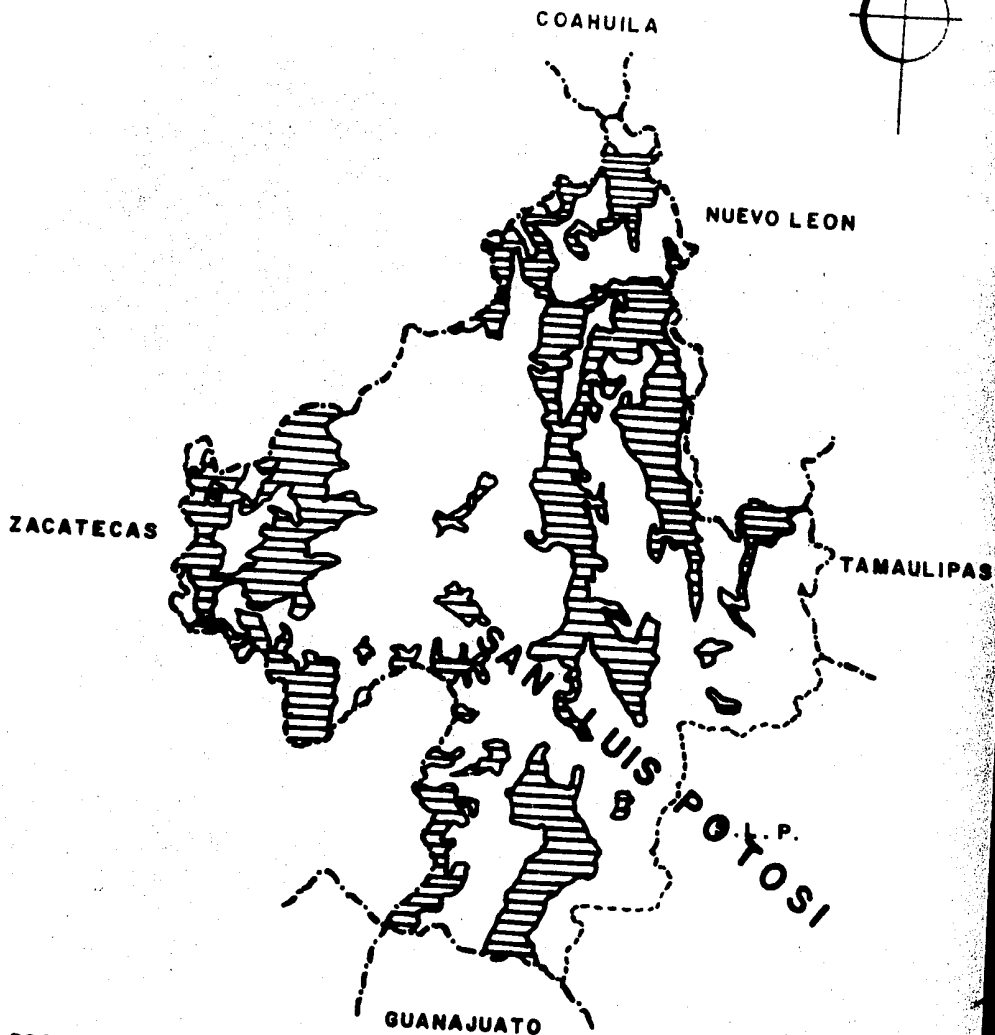 COAHUILA
NUEVO LEON
ZACATECAS
TAMAULIPAS
SAN LUIS POTOSI
S.L.P.
GUANAJUATO